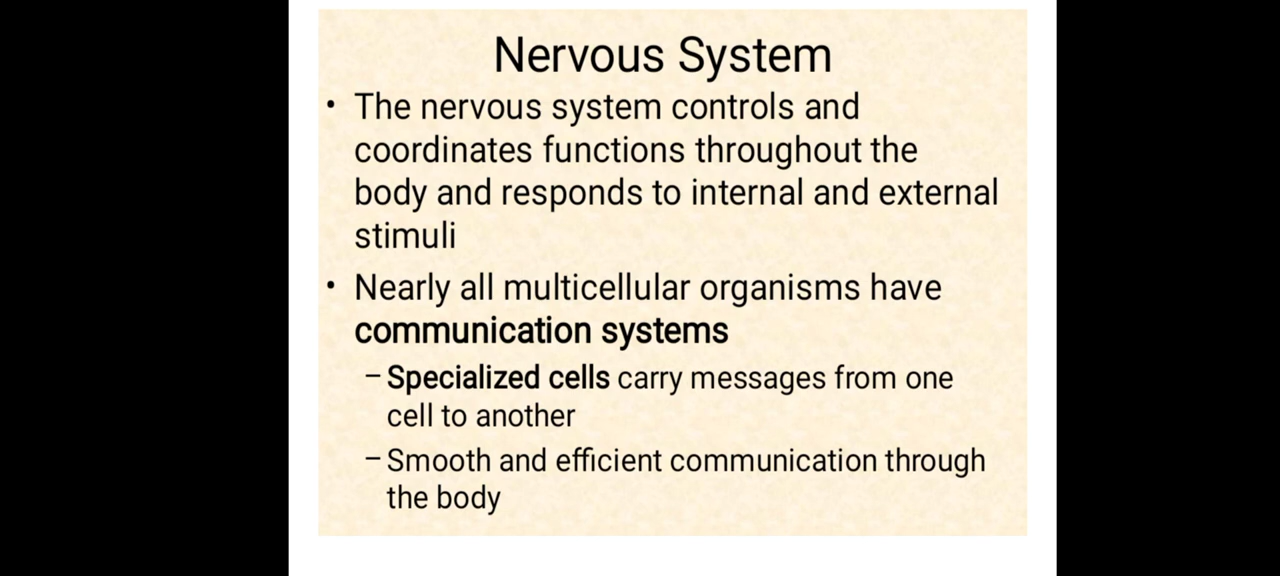 Nervous System
• The nervous system controls and
coordinates functions throughout the
body and responds to internal and external
stimuli
• Nearly all multicellular organisms have
communication systems
– Specialized cells carry messages from one
cell to another
– Smooth and efficient communication through
the body